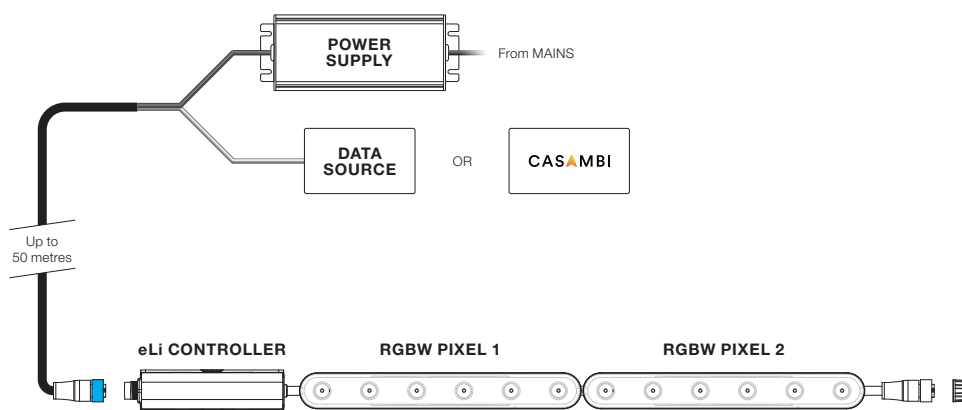 POWER
SUPPLY
From MAINS
DATA
SOURCE
OR
CASAMBI
Up to
50 metres
eLi CONTROLLER
RGBW PIXEL 1
RGBW PIXEL 2